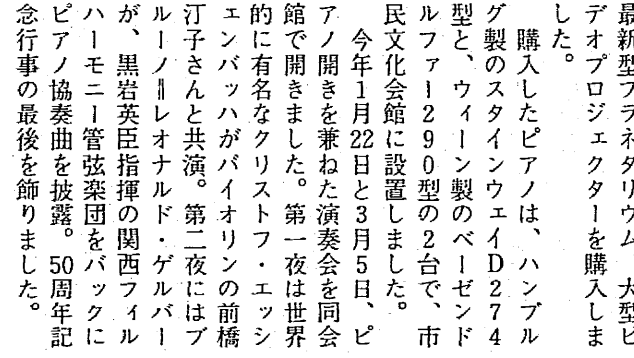 最新型プラネタリウム　大型ビ
デオプロジェクターを購入しま
した。
　購入したピアノは、ハンブル
グ製のスタインウェイＤ２７４
型と、ウィーン製のベーゼンド
ルファー２９０型の２台で、市
民文化会館に設置しました。
　今年１月22日と３月５日、ピ
アノ開きを兼ねた演奏会を同会
館で開きました。第一夜は世界
的に有名なクリストフ・エッシ
ェンバッハがバイオリンの前橋
汀子さんと共演。第二夜にはブ
ルーノ＝レオナルド・ゲルバー
が、黒岩英臣指揮の関西フィル
ハーモニー管弦楽団をバックに
ピアノ協奏曲を披露。50周年記
念行事の最後を飾りました。